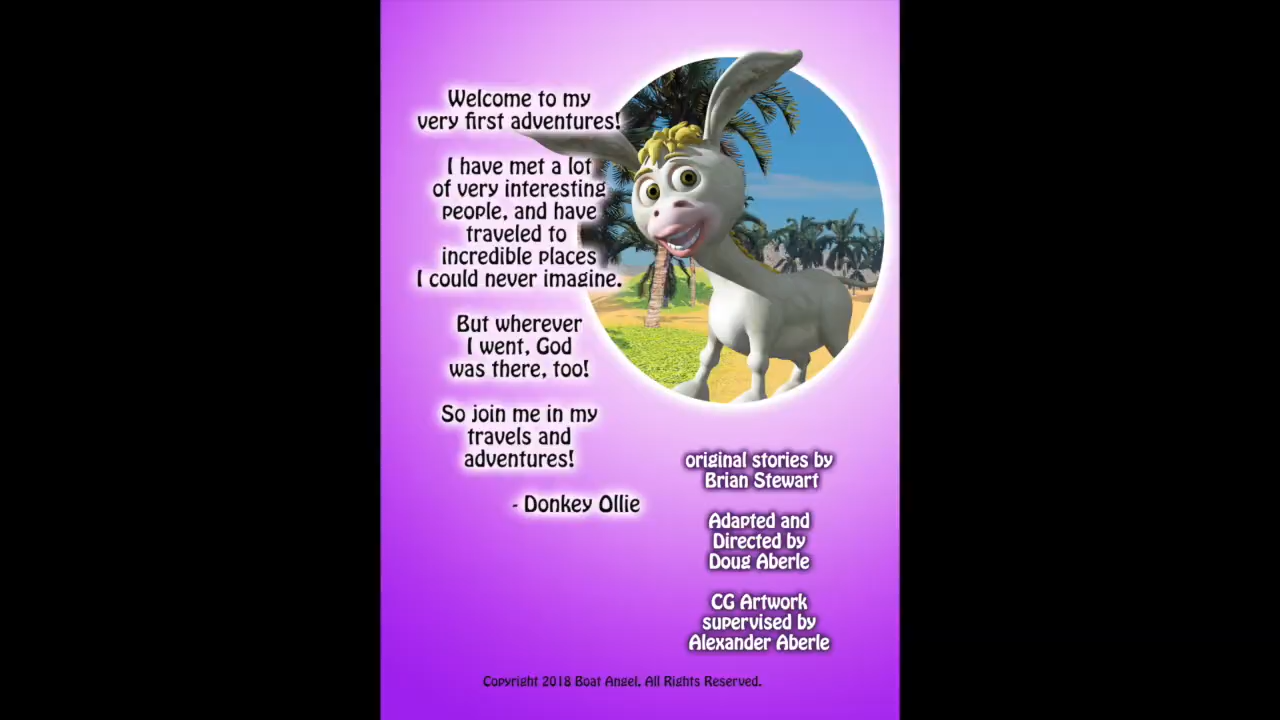 Welcome to my
very first adventures!
I have met a lot
of very interesting
people, and have
traveled to
incredible places
I could never imagine.
But wherever
I went, God
was there, too!
So join me in my
travels and
adventures!
- Donkey Ollie
original stories by
Brian Stewart
Adapted and
Directed by
Doug Aberle
CG Artwork
supervised by
Alexander Aberle
Copyright 2018 Boat Angel. All Rights Reserved.